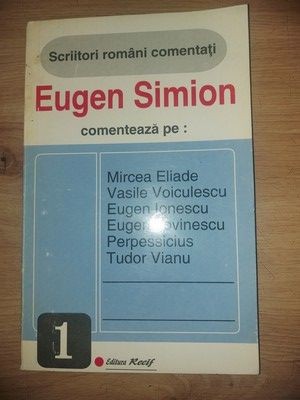 Scriitori români comentați
Eugen Simion
comentează pe :
Mircea Eliade
Vasile Voiculescu
Eugen Ionescu
Eugen Lovinescu
Perpessicius
Tudor Vianu
1
Editura Recif